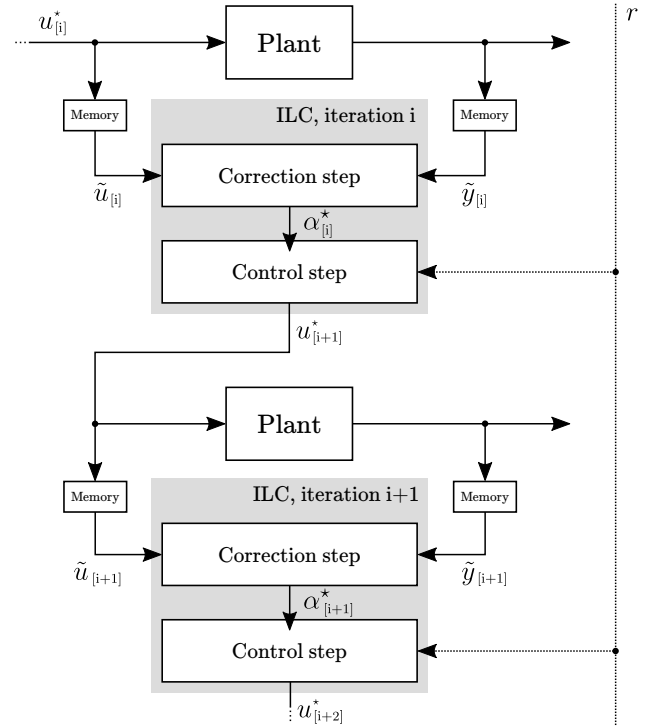 u⋆[i]
Plant
r
Memory
Memory
ILC, iteration i
Correction step
ũ[i]
ỹ[i]
α⋆[i]
Control step
u⋆[i+1]
Plant
Memory
Memory
ILC, iteration i+1
Correction step
ũ[i+1]
ỹ[i+1]
α⋆[i+1]
Control step
u⋆[i+2]